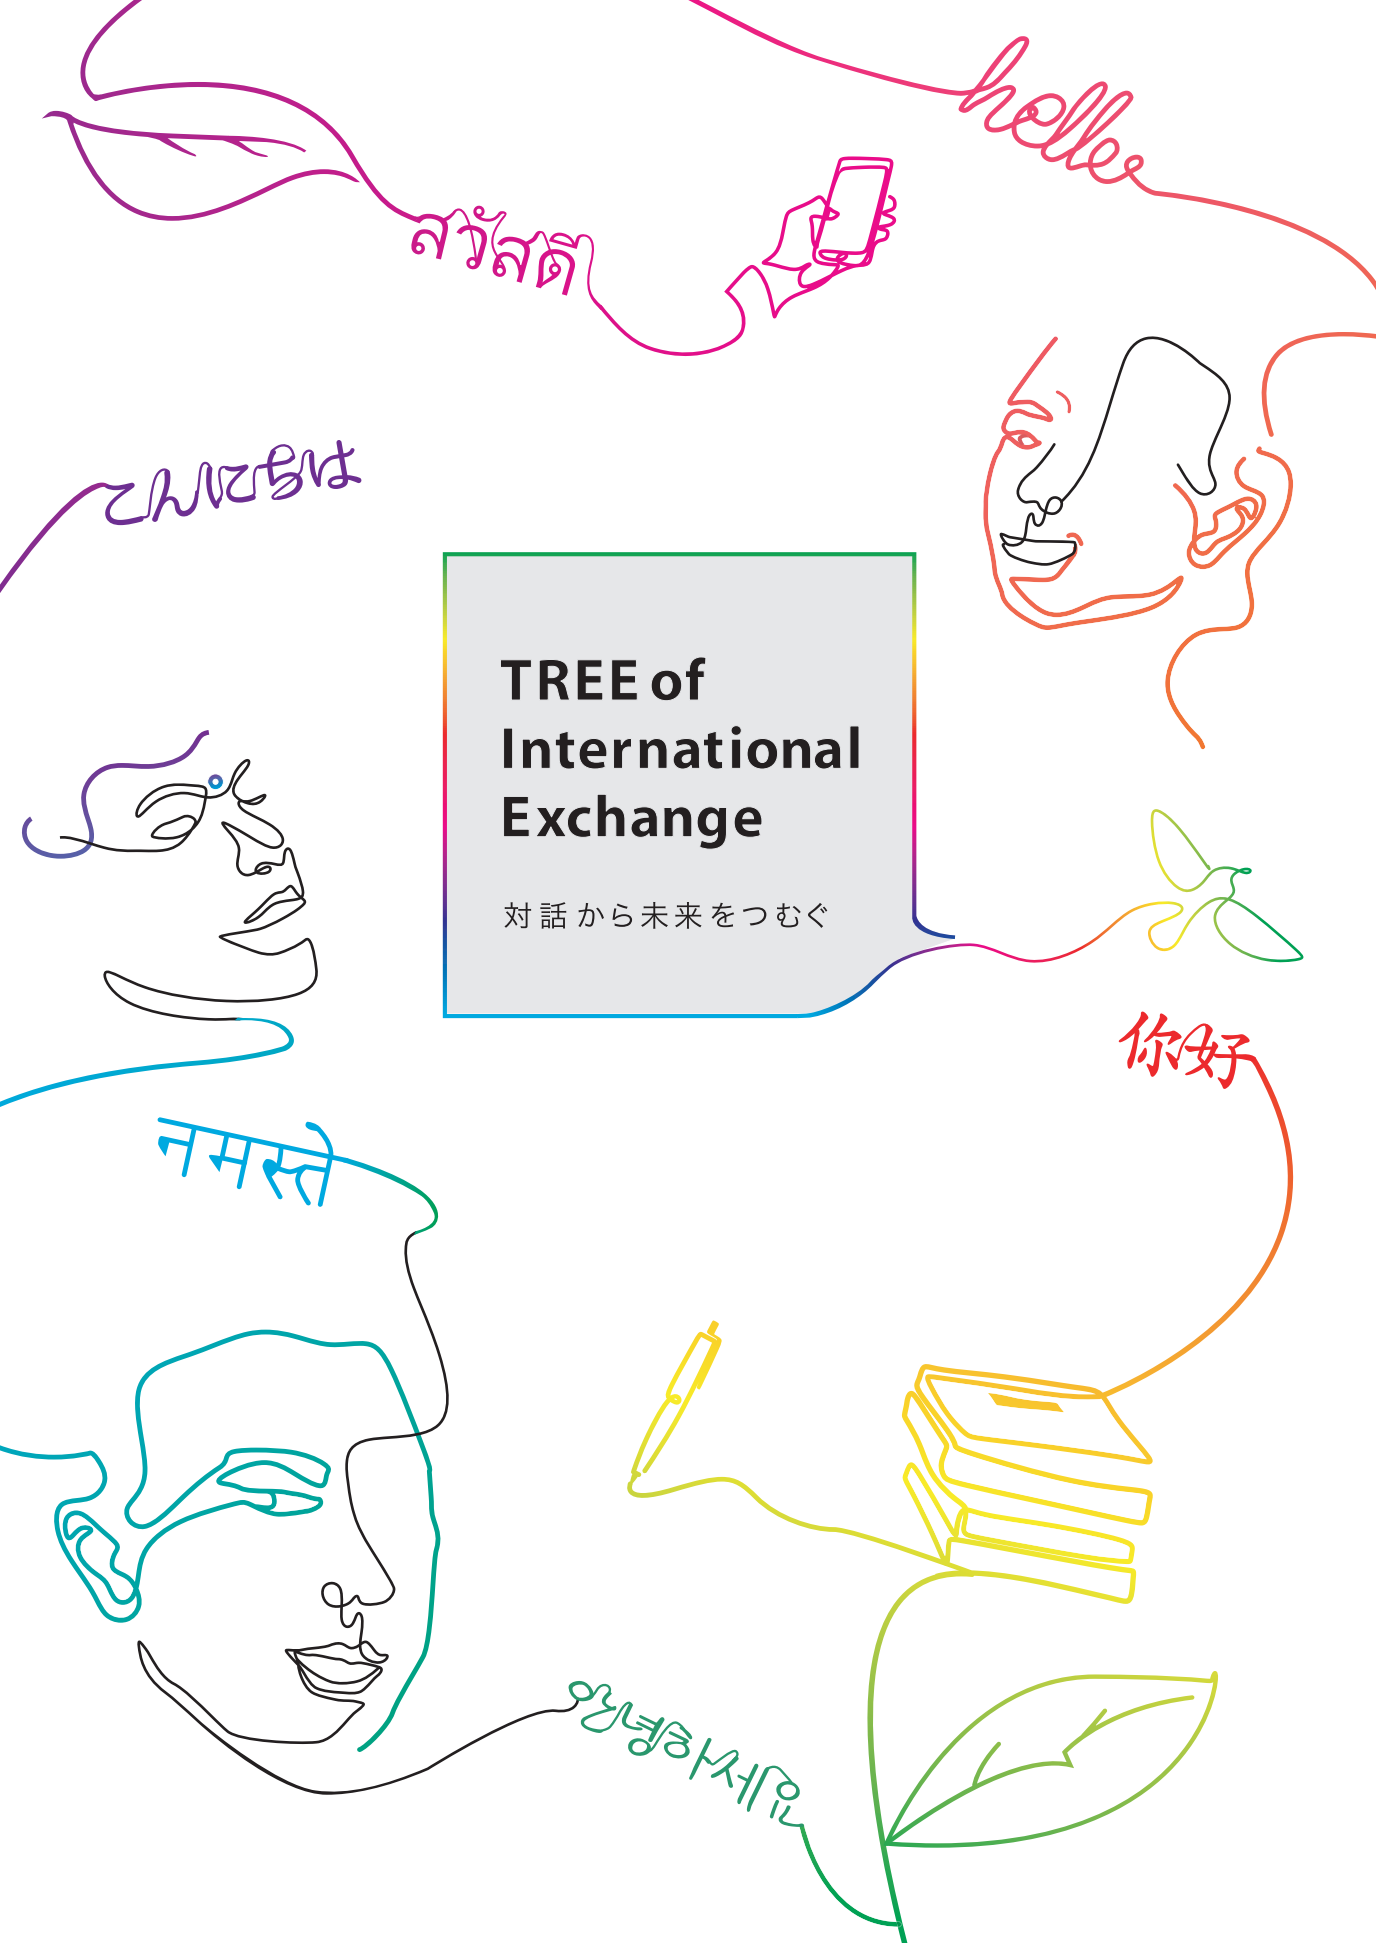 hello
สวัสดี
こんにちは
TREE of
International
Exchange
対話から未来をつむぐ
你好
नमस्ते
안녕하세요